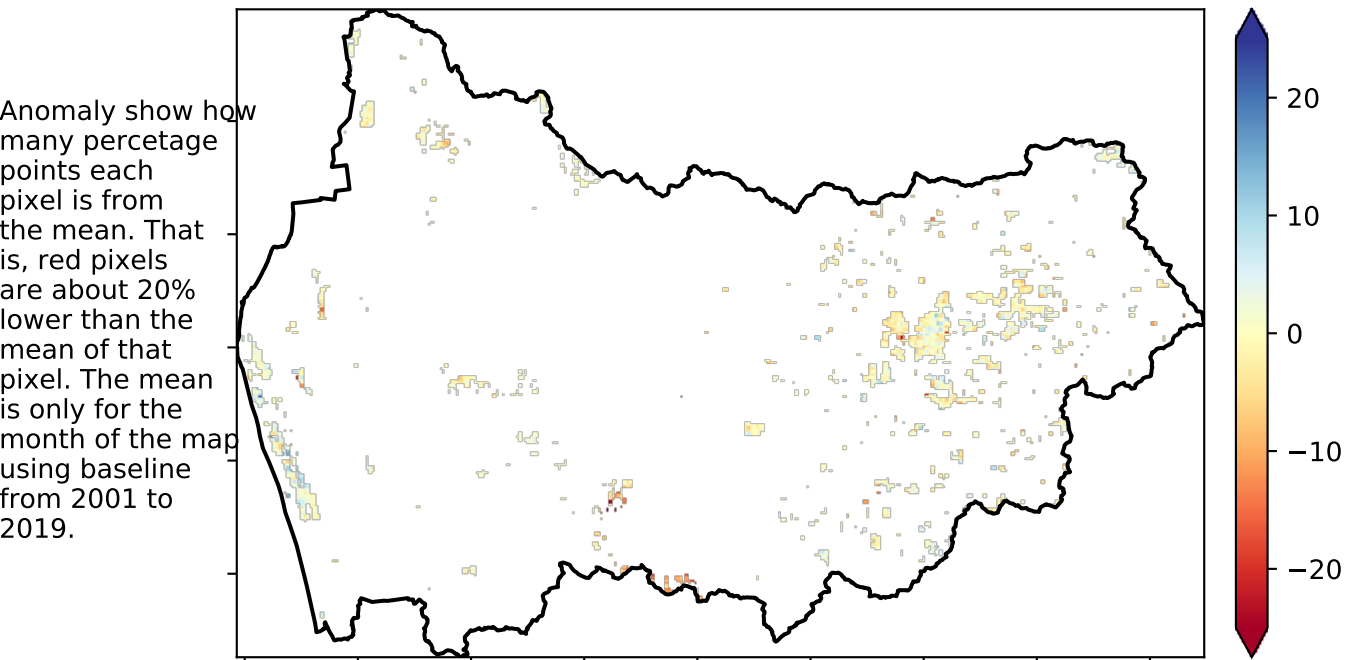 Anomaly show how
many percetage
points each
pixel is from
the mean. That
is, red pixels
are about 20%
lower than the
mean of that
pixel. The mean
is only for the
month of the map
using baseline
from 2001 to
2019.
20
10
0
−10
−20